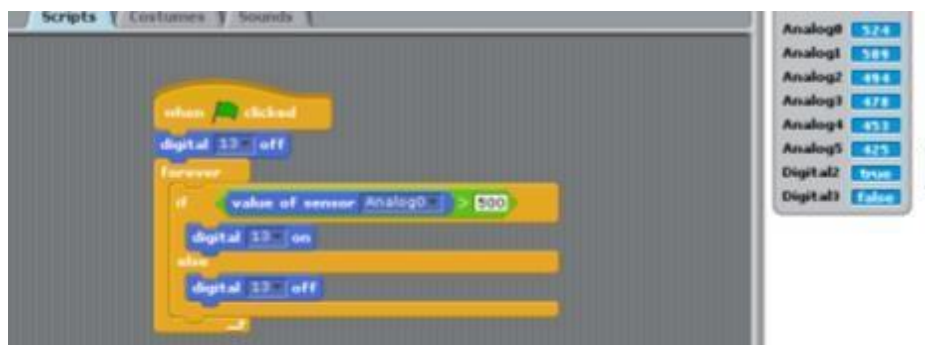 Scripts Costumes Sounds
when clicked
digital 13 off
forever
if value of sensor Analog0 > 500
digital 13 on
else
digital 13 off
Analog0 524
Analog1 509
Analog2 494
Analog3 478
Analog4 453
Analog5 425
Digital2 true
Digital3 false